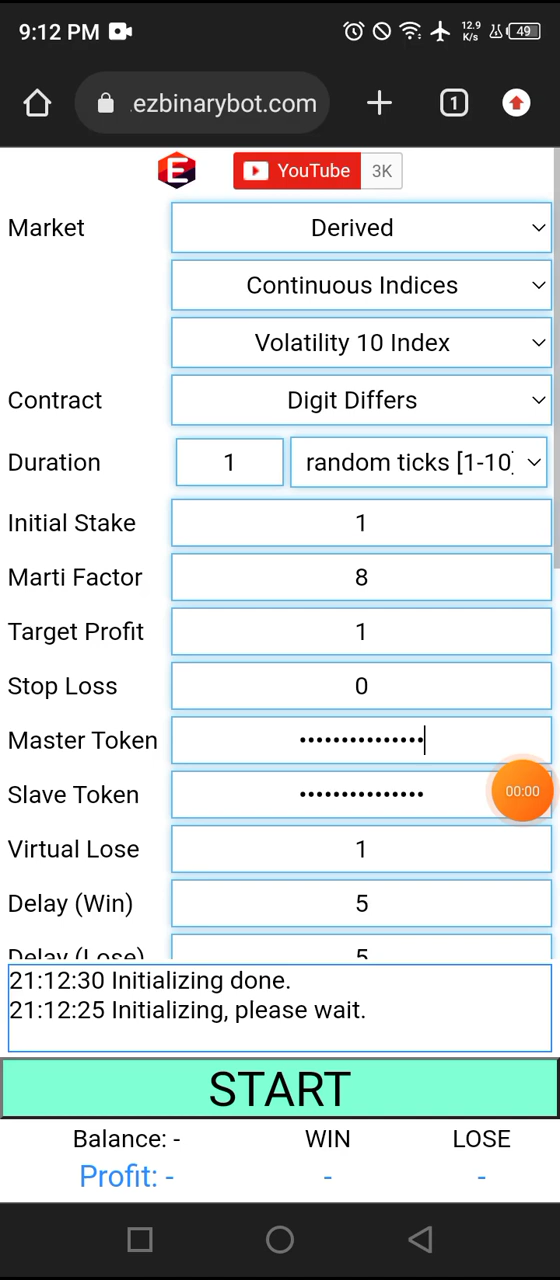 9:12 PM 12.9 K/s 49
.ezbinarybot.com 1
E YouTube 3K
Market Derived
Continuous Indices
Volatility 10 Index
Contract Digit Differs
Duration 1 random ticks [1-10]
Initial Stake 1
Marti Factor 8
Target Profit 1
Stop Loss 0
Master Token •••••••••••••••
Slave Token •••••••••••••••
00:00
Virtual Lose 1
Delay (Win) 5
Delay (Lose) 5
21:12:30 Initializing done.
21:12:25 Initializing, please wait.
START
Balance: - WIN LOSE
Profit: - - -